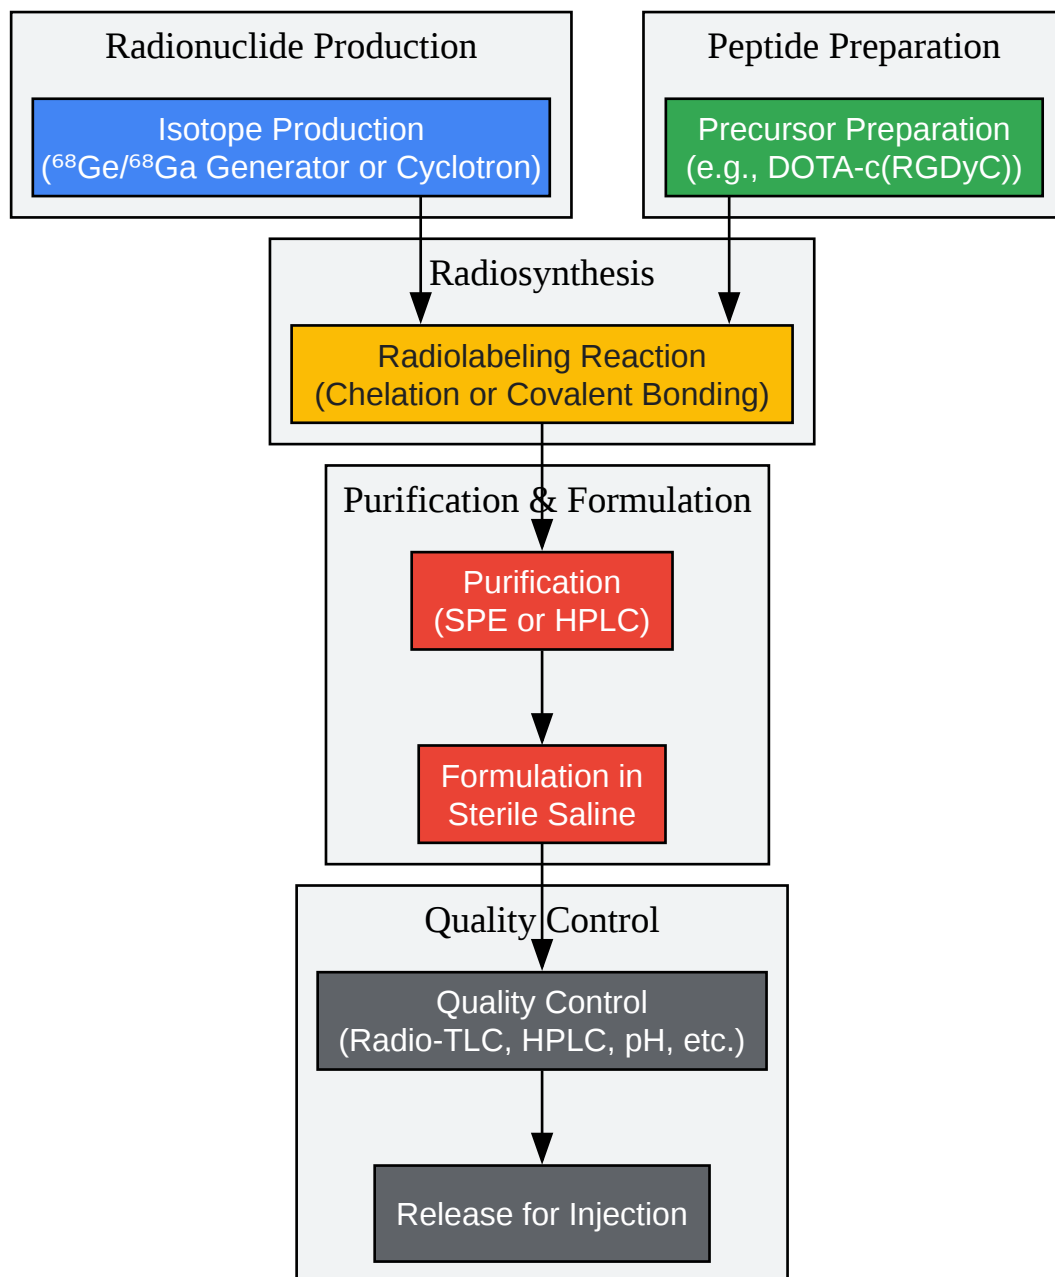 Radionuclide Production
Isotope Production
(⁶⁸Ge/⁶⁸Ga Generator or Cyclotron)
Peptide Preparation
Precursor Preparation
(e.g., DOTA-c(RGDyC))
Radiosynthesis
Radiolabeling Reaction
(Chelation or Covalent Bonding)
Purification & Formulation
Purification
(SPE or HPLC)
Formulation in
Sterile Saline
Quality Control
Quality Control
(Radio-TLC, HPLC, pH, etc.)
Release for Injection